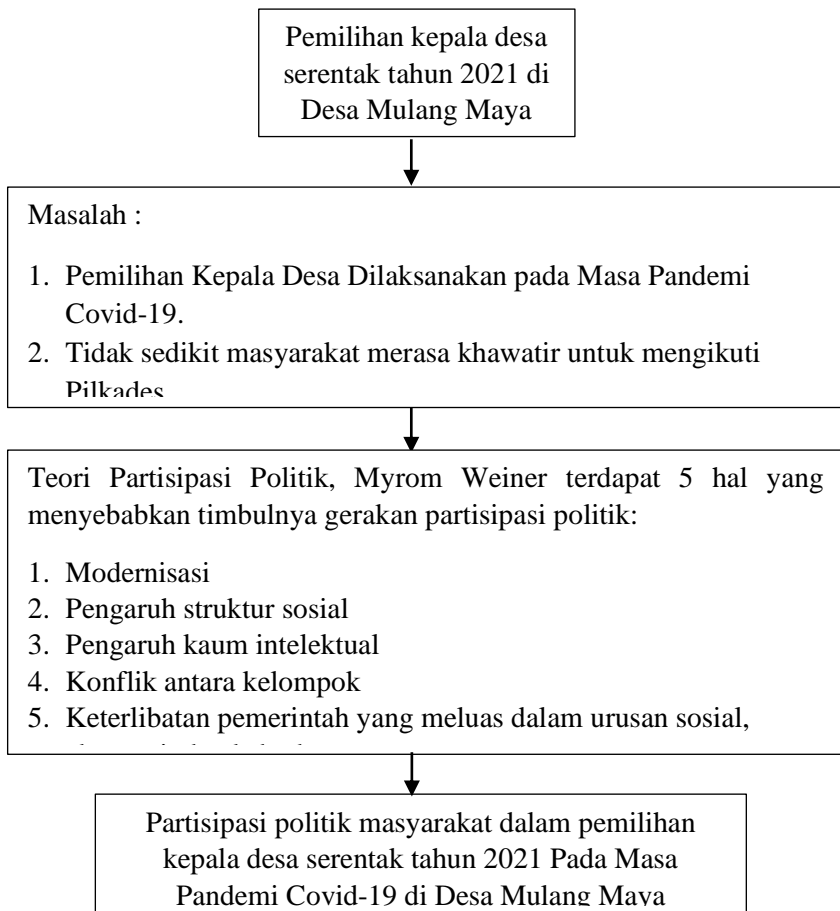 Pemilihan kepala desa
serentak tahun 2021 di
Desa Mulang Maya
Masalah :
1. Pemilihan Kepala Desa Dilaksanakan pada Masa Pandemi
Covid-19.
2. Tidak sedikit masyarakat merasa khawatir untuk mengikuti
Pilkades
Teori Partisipasi Politik, Myrom Weiner terdapat 5 hal yang
menyebabkan timbulnya gerakan partisipasi politik:
1. Modernisasi
2. Pengaruh struktur sosial
3. Pengaruh kaum intelektual
4. Konflik antara kelompok
5. Keterlibatan pemerintah yang meluas dalam urusan sosial,
Partisipasi politik masyarakat dalam pemilihan
kepala desa serentak tahun 2021 Pada Masa
Pandemi Covid-19 di Desa Mulang Maya